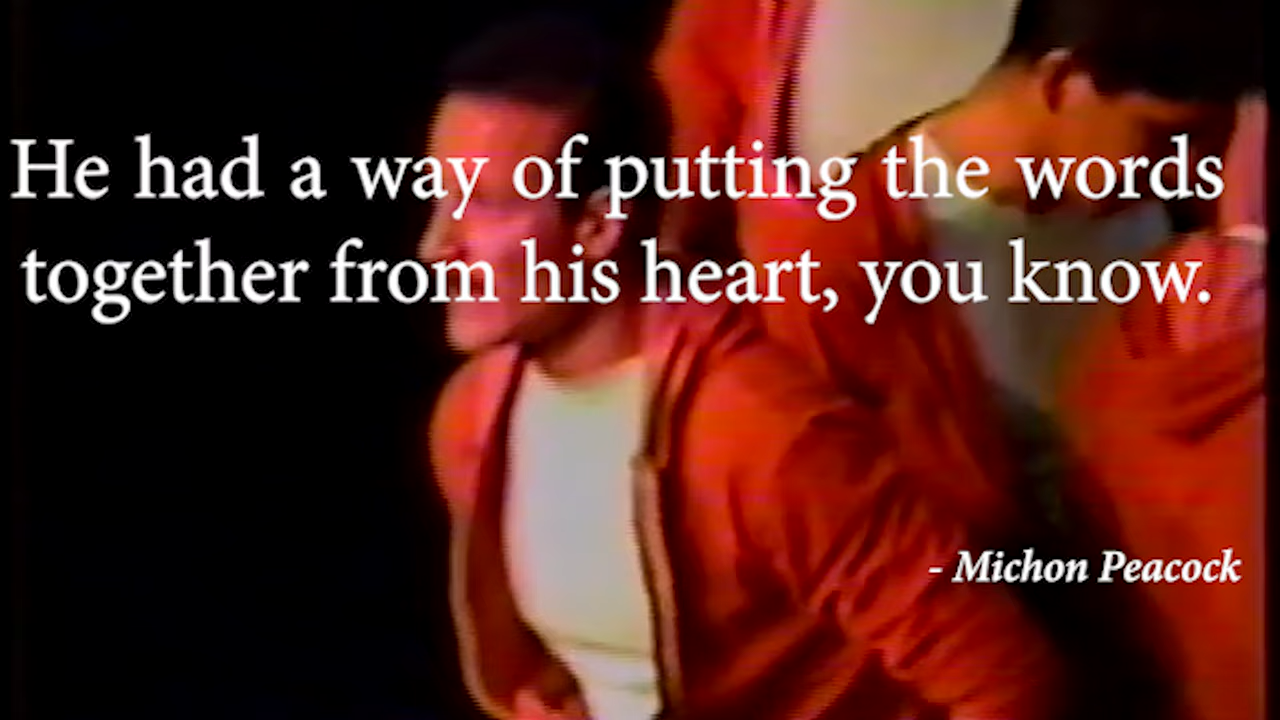 He had a way of putting the words
together from his heart, you know.
- Michon Peacock